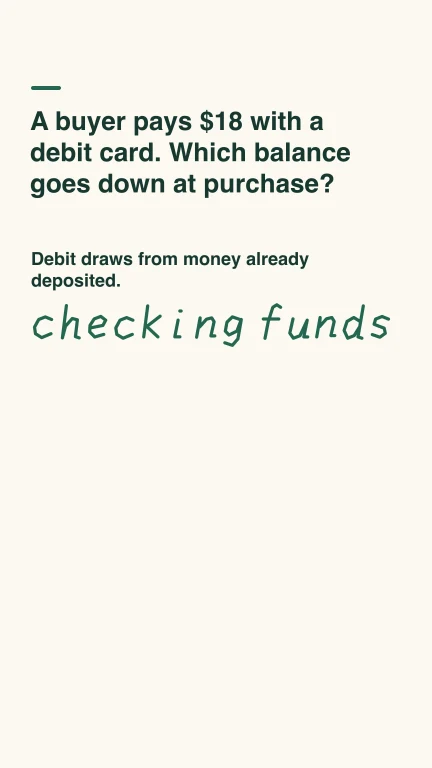 A buyer pays $18 with a
debit card. Which balance
goes down at purchase?
Debit draws from money already
deposited.
checking funds